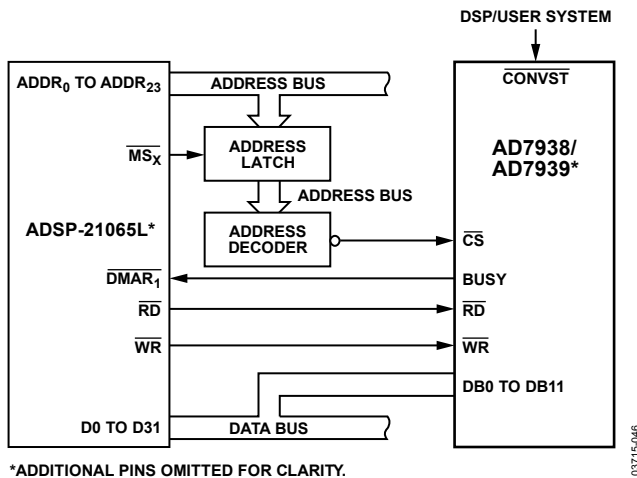 DSP/USER SYSTEM
ADDR0 TO ADDR23
ADDRESS BUS
CONVST
MSX
ADDRESS
LATCH
AD7938/
AD7939*
ADDRESS BUS
ADSP-21065L*
ADDRESS
DECODER
CS
DMAR1
BUSY
RD
RD
WR
WR
DB0 TO DB11
D0 TO D31
DATA BUS
*ADDITIONAL PINS OMITTED FOR CLARITY.
03715-046